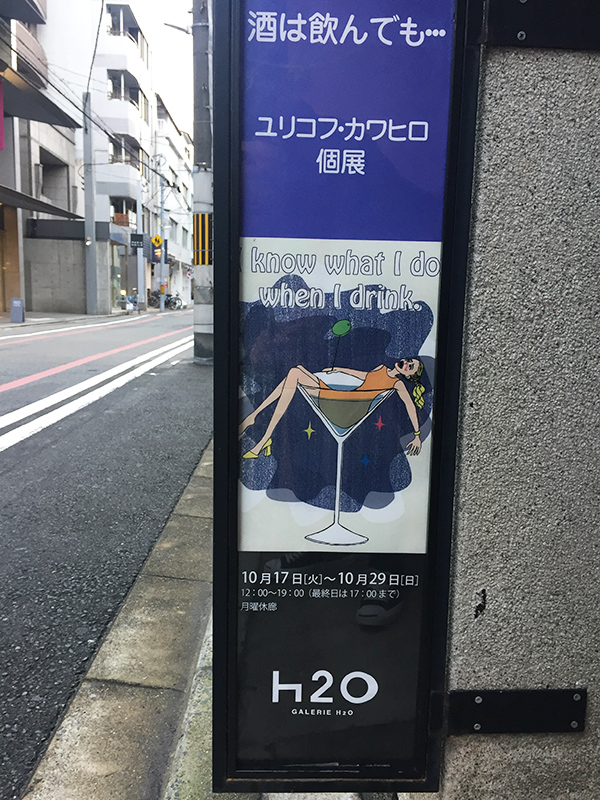 酒は飲んでも…
ユリコフ・カワヒロ
個展
I know what I do
when I drink.
10月17日[火]～10月29日[日]
12：00～19：00（最終日は17：00まで）
月曜休廊
h2O
GALERIE H2O